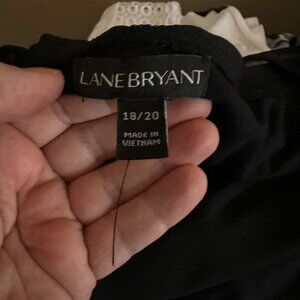 LANE BRYANT
18/20
MADE IN
VIETNAM